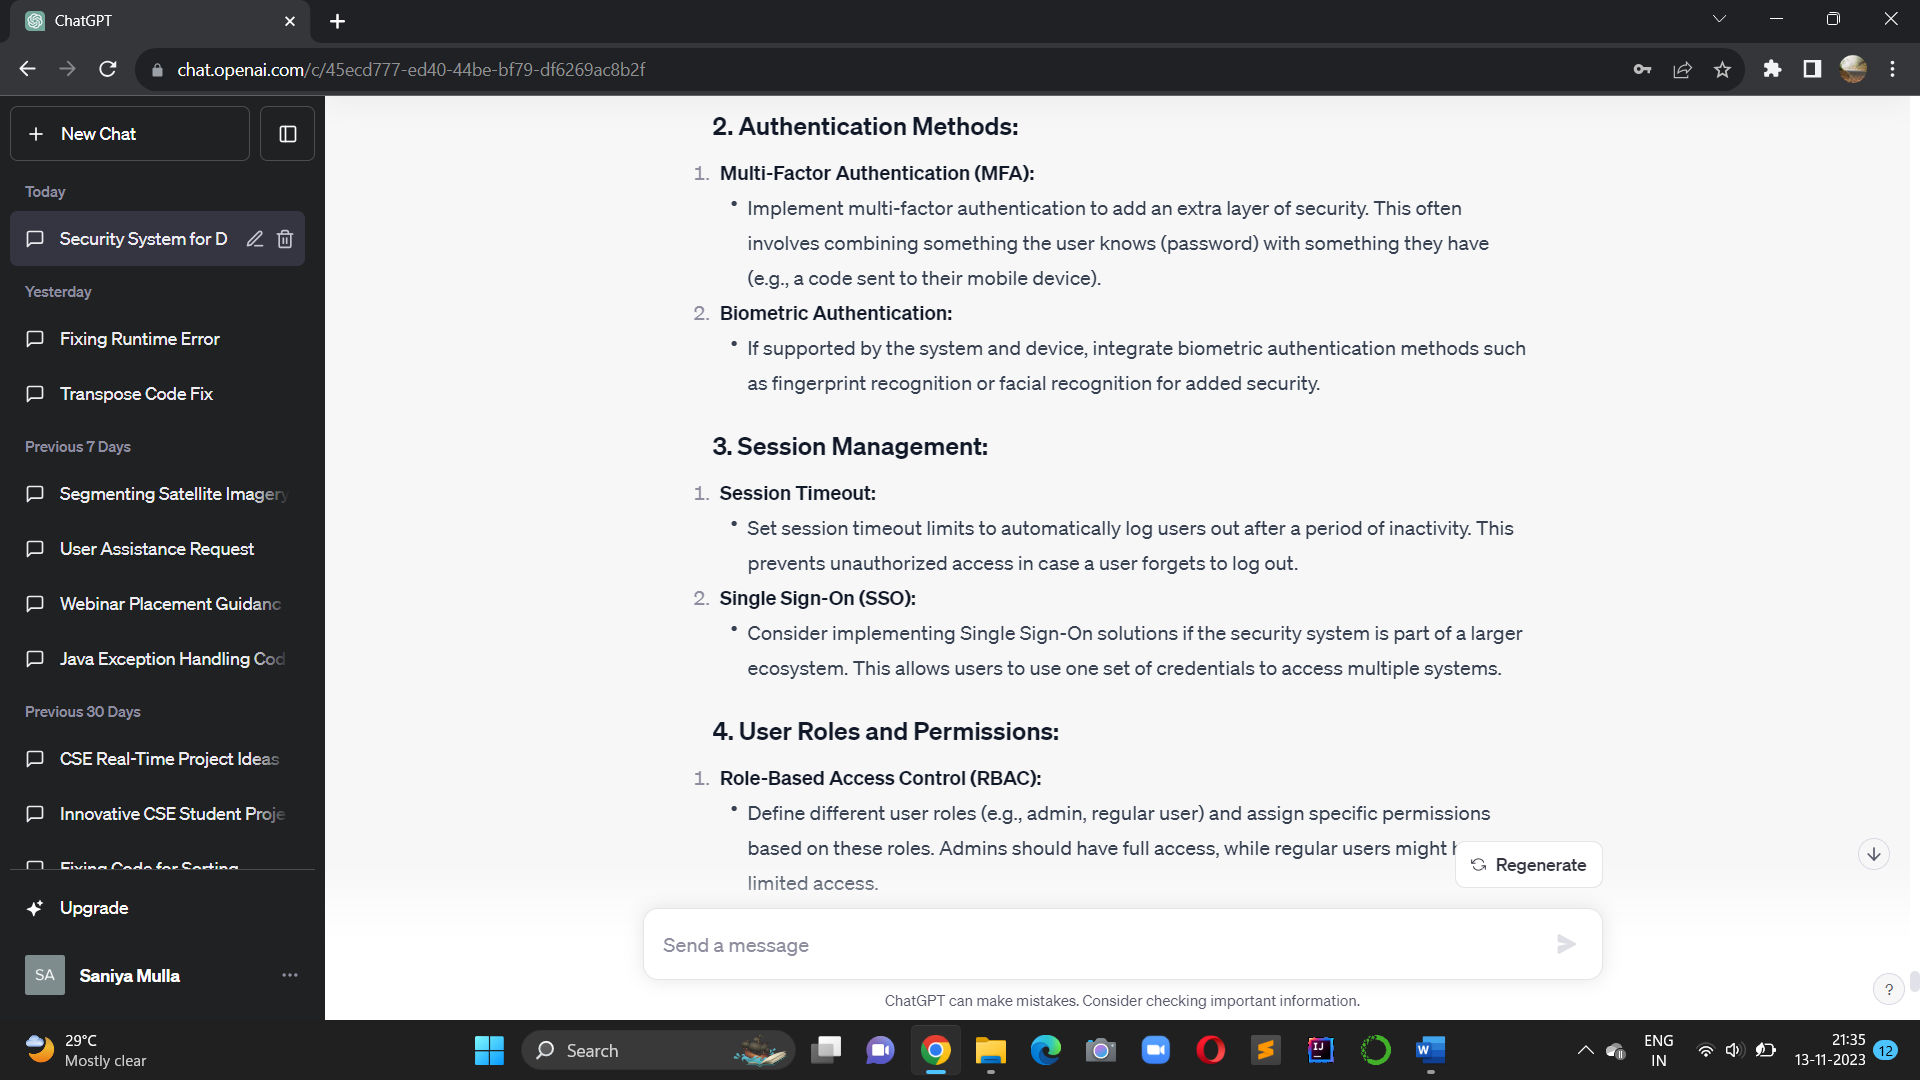 ChatGPT
chat.openai.com/c/45ecd777-ed40-44be-bf79-df6269ac8b2f
New Chat
Today
Security System for D
Yesterday
Fixing Runtime Error
Transpose Code Fix
Previous 7 Days
Segmenting Satellite Imagery
User Assistance Request
Webinar Placement Guidanc
Java Exception Handling Cod
Previous 30 Days
CSE Real-Time Project Ideas
Innovative CSE Student Proje
Fixing Code for Sorting
Upgrade
SA
Saniya Mulla
2. Authentication Methods:
1. Multi-Factor Authentication (MFA):
• Implement multi-factor authentication to add an extra layer of security. This often
involves combining something the user knows (password) with something they have
(e.g., a code sent to their mobile device).
2. Biometric Authentication:
• If supported by the system and device, integrate biometric authentication methods such
as fingerprint recognition or facial recognition for added security.
3. Session Management:
1. Session Timeout:
• Set session timeout limits to automatically log users out after a period of inactivity. This
prevents unauthorized access in case a user forgets to log out.
2. Single Sign-On (SSO):
• Consider implementing Single Sign-On solutions if the security system is part of a larger
ecosystem. This allows users to use one set of credentials to access multiple systems.
4. User Roles and Permissions:
1. Role-Based Access Control (RBAC):
• Define different user roles (e.g., admin, regular user) and assign specific permissions
based on these roles. Admins should have full access, while regular users might
limited access.
Regenerate
Send a message
ChatGPT can make mistakes. Consider checking important information.
?
29°C
Mostly clear
Search
IJ
W
ENG
IN
21:35
13-11-2023
12